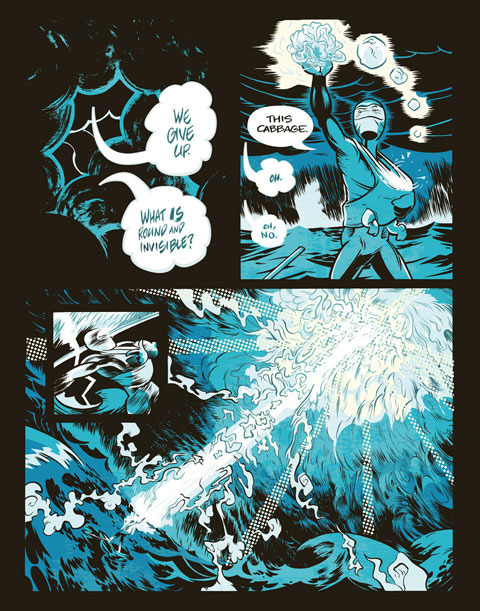 WE
GIVE
UP.
WHAT IS
ROUND AND
INVISIBLE?
THIS
CABBAGE.
OH.
OH,
NO.